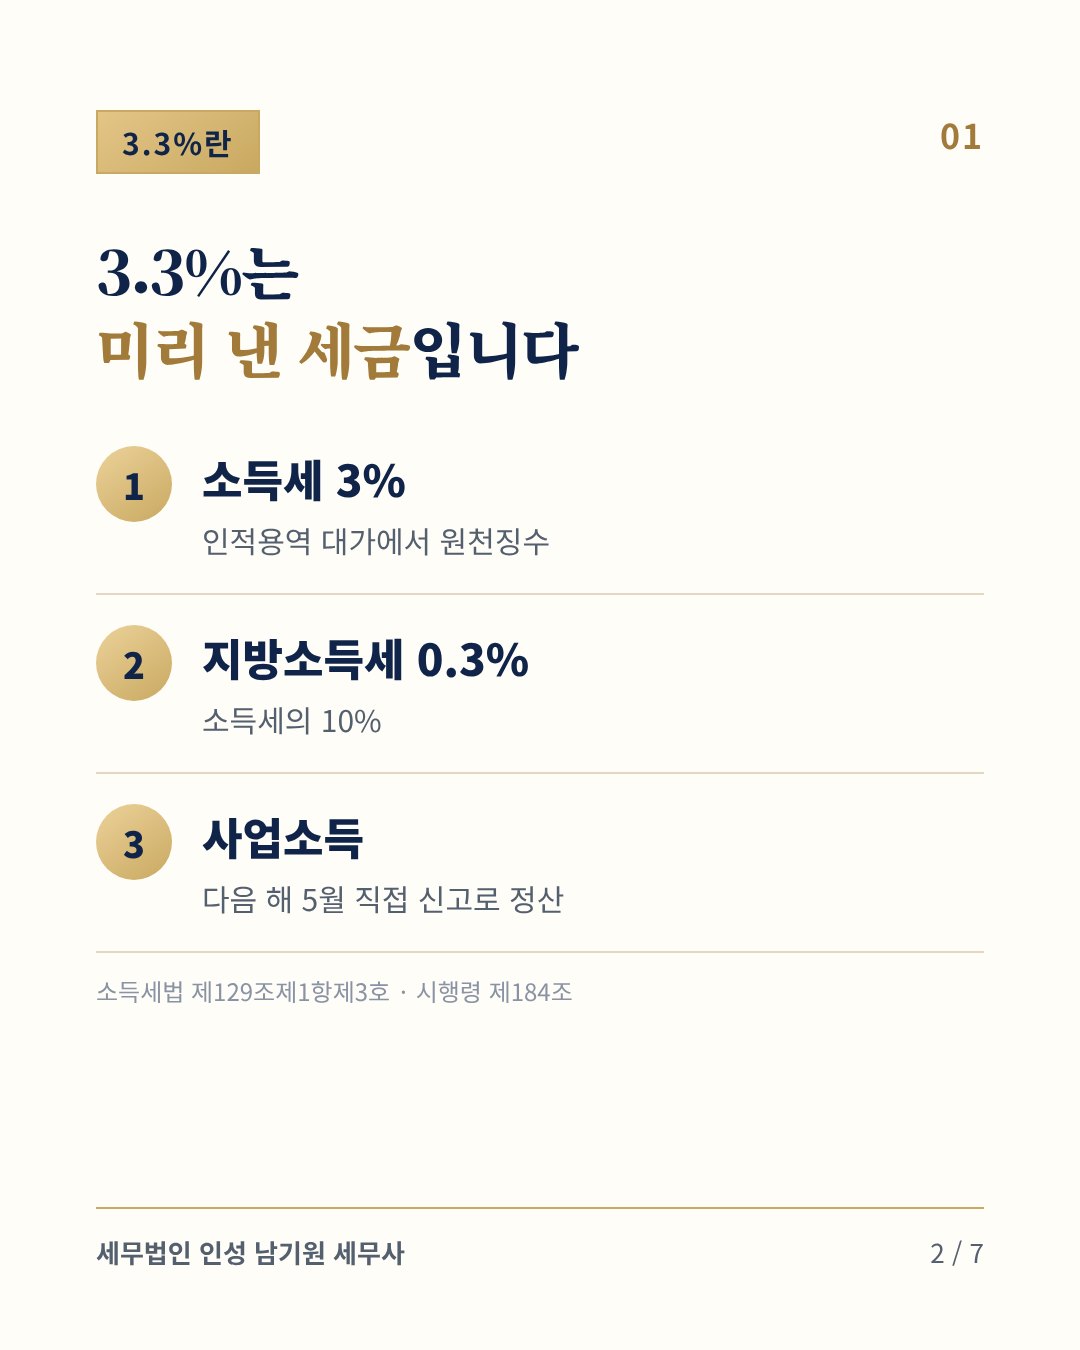 3.3%란
01
3.3%는
미리 낸 세금입니다
1
소득세 3%
인적용역 대가에서 원천징수
2
지방소득세 0.3%
소득세의 10%
3
사업소득
다음 해 5월 직접 신고로 정산
소득세법 제129조제1항제3호 · 시행령 제184조
세무법인 인성 남기원 세무사
2 / 7